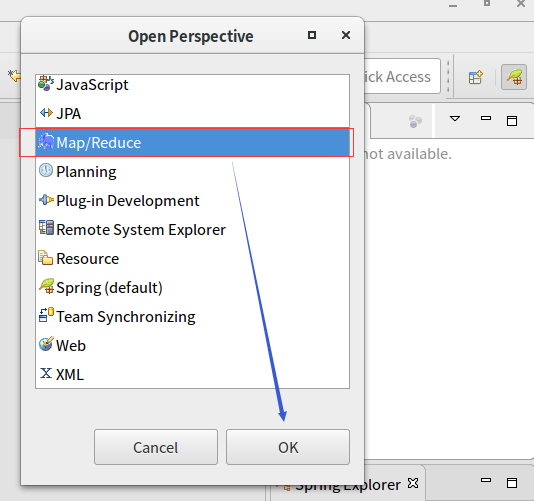 Open Perspective
ick Access
JavaScript
JPA
Map/Reduce
not available.
Planning
Plug-in Development
Remote System Explorer
Resource
Spring (default)
Team Synchronizing
Web
XML
Cancel
OK
Spring Explorer